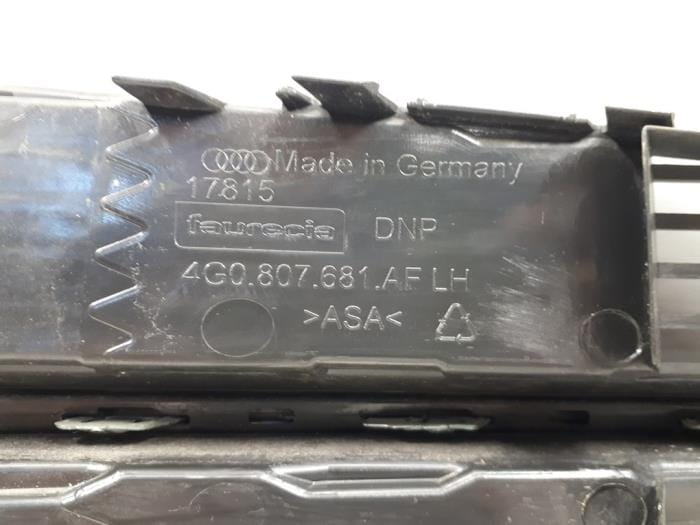 Made in Germany
17815
faurecia DNP
4G0.807.681.AF LH
>ASA<